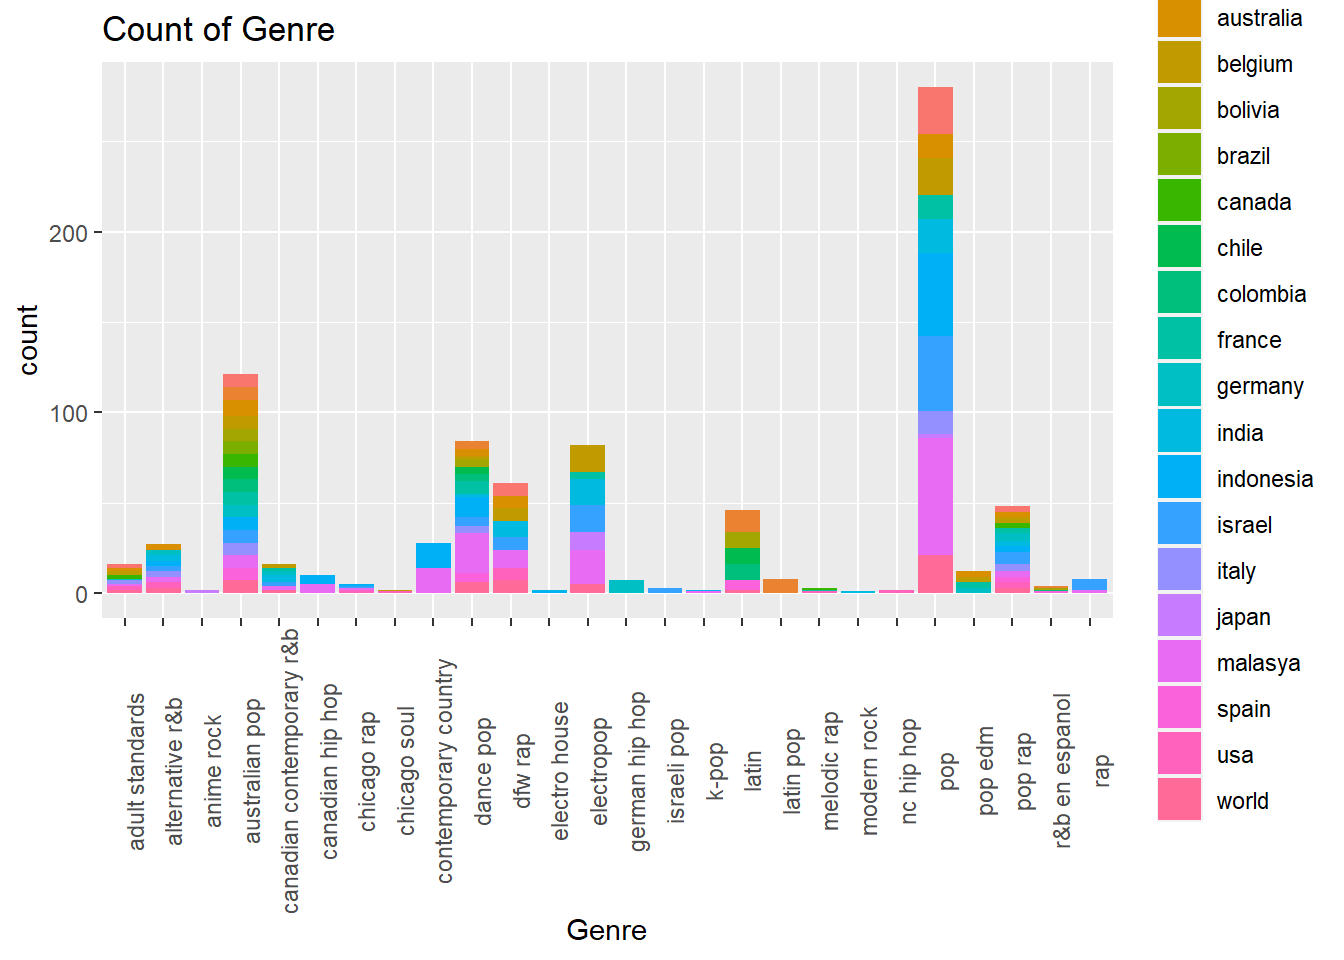 Count of Genre
count
200
100
0
adult standards
alternative r&b
anime rock
australian pop
canadian contemporary r&b
canadian hip hop
chicago rap
chicago soul
contemporary country
dance pop
dfw rap
electro house
electropop
german hip hop
israeli pop
k-pop
latin
latin pop
melodic rap
modern rock
nc hip hop
pop
pop edm
pop rap
r&b en espanol
rap
Genre
australia
belgium
bolivia
brazil
canada
chile
colombia
france
germany
india
indonesia
israel
italy
japan
malasya
spain
usa
world